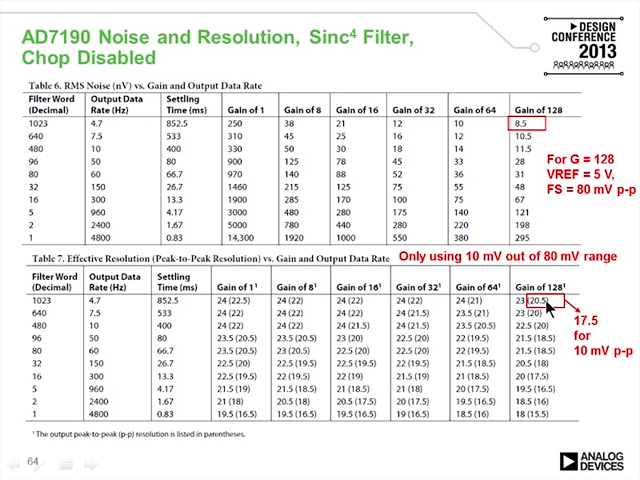 AD7190 Noise and Resolution, Sinc4 Filter,
Chop Disabled
DESIGN
CONFERENCE
2013
Table 6. RMS Noise (nV) vs. Gain and Output Data Rate
Filter Word (Decimal) Output Data Rate (Hz) Settling Time (ms) Gain of 1 Gain of 8 Gain of 16 Gain of 32 Gain of 64 Gain of 128
1023 4.7 852.5 250 38 21 12 10 8.5
640 7.5 533 310 45 25 16 12 10.5
480 10 400 330 50 30 18 14 11.5
96 50 80 900 125 78 45 33 28
80 60 66.7 970 140 88 52 36 31
32 150 26.7 1460 215 125 75 55 48
16 300 13.3 1900 285 170 100 75 67
5 960 4.17 3000 480 280 175 140 121
2 2400 1.67 5000 780 440 280 220 198
1 4800 0.83 14,300 1920 1000 550 380 295
For G = 128
VREF = 5 V,
FS = 80 mV p-p
Table 7. Effective Resolution (Peak-to-Peak Resolution) vs. Gain and Output Data Rate
Only using 10 mV out of 80 mV range
Filter Word (Decimal) Output Data Rate (Hz) Settling Time (ms) Gain of 1¹ Gain of 8¹ Gain of 16¹ Gain of 32¹ Gain of 64¹ Gain of 128¹
1023 4.7 852.5 24 (22.5) 24 (22) 24 (22) 24 (22) 24 (21) 23 (20.5)
640 7.5 533 24 (22) 24 (22) 24 (22) 24 (21.5) 23.5 (21) 23 (20)
480 10 400 24 (22) 24 (22) 24 (21.5) 24 (21.5) 23.5 (20.5) 22.5 (20)
96 50 80 23.5 (20.5) 23.5 (20.5) 23 (20) 22.5 (20) 22 (19.5) 21.5 (18.5)
80 60 66.7 23.5 (20.5) 23 (20.5) 22.5 (20) 22.5 (20) 22 (19.5) 21.5 (18.5)
32 150 26.7 22.5 (20) 22.5 (19.5) 22.5 (19.5) 22 (19.5) 21.5 (18.5) 20.5 (18)
16 300 13.3 22.5 (19.5) 22 (19.5) 22 (19) 21.5 (19) 21 (18.5) 20 (17.5)
5 960 4.17 21.5 (19) 21.5 (18.5) 21 (18.5) 21 (18) 20 (17.5) 19.5 (16.5)
2 2400 1.67 21 (18) 20.5 (18) 20.5 (17.5) 20 (17.5) 19.5 (16.5) 18.5 (16)
1 4800 0.83 19.5 (16.5) 19.5 (16.5) 19.5 (16.5) 19 (16.5) 18.5 (16) 18 (15.5)
17.5
for
10 mV p-p
¹ The output peak-to-peak (p-p) resolution is listed in parentheses.
64
ANALOG
DEVICES